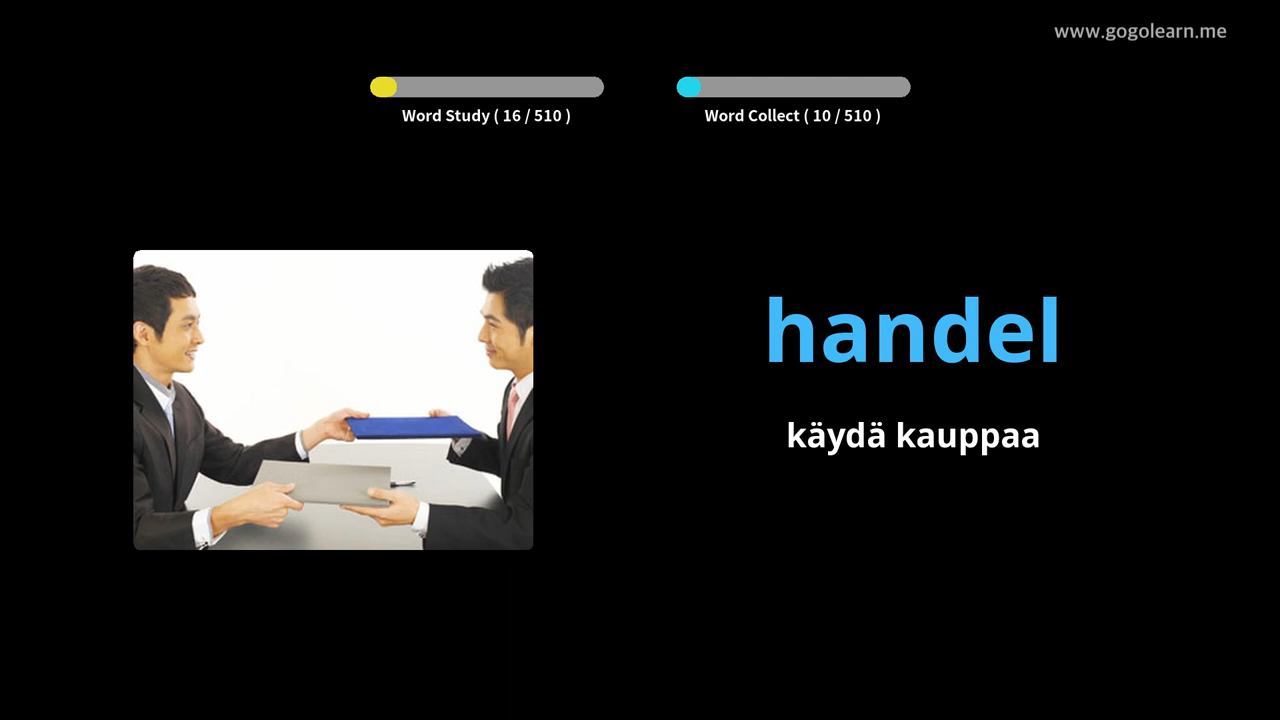 www.gogolearn.me
Word Study ( 16 / 510 )
Word Collect ( 10 / 510 )
handel
käydä kauppaa